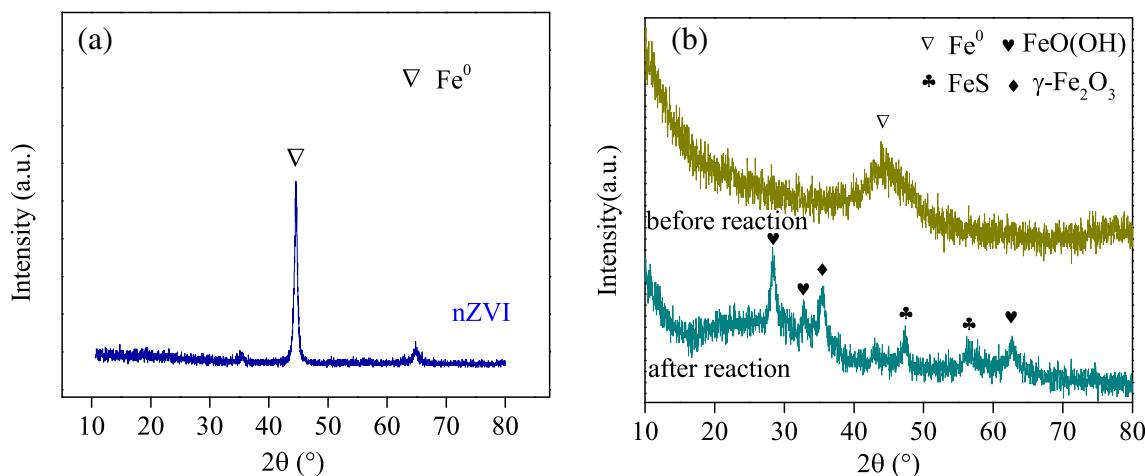 (a)
∇ Fe⁰
∇
nZVI
Intensity (a.u.)
10 20 30 40 50 60 70 80
2θ (°)
(b)
∇ Fe⁰ ♥ FeO(OH)
♣ FeS ♦ γ-Fe₂O₃
∇
before reaction
♥ ♥ ♦ ♣ ♣ ♥
after reaction
Intensity(a.u.)
10 20 30 40 50 60 70 80
2θ (°)